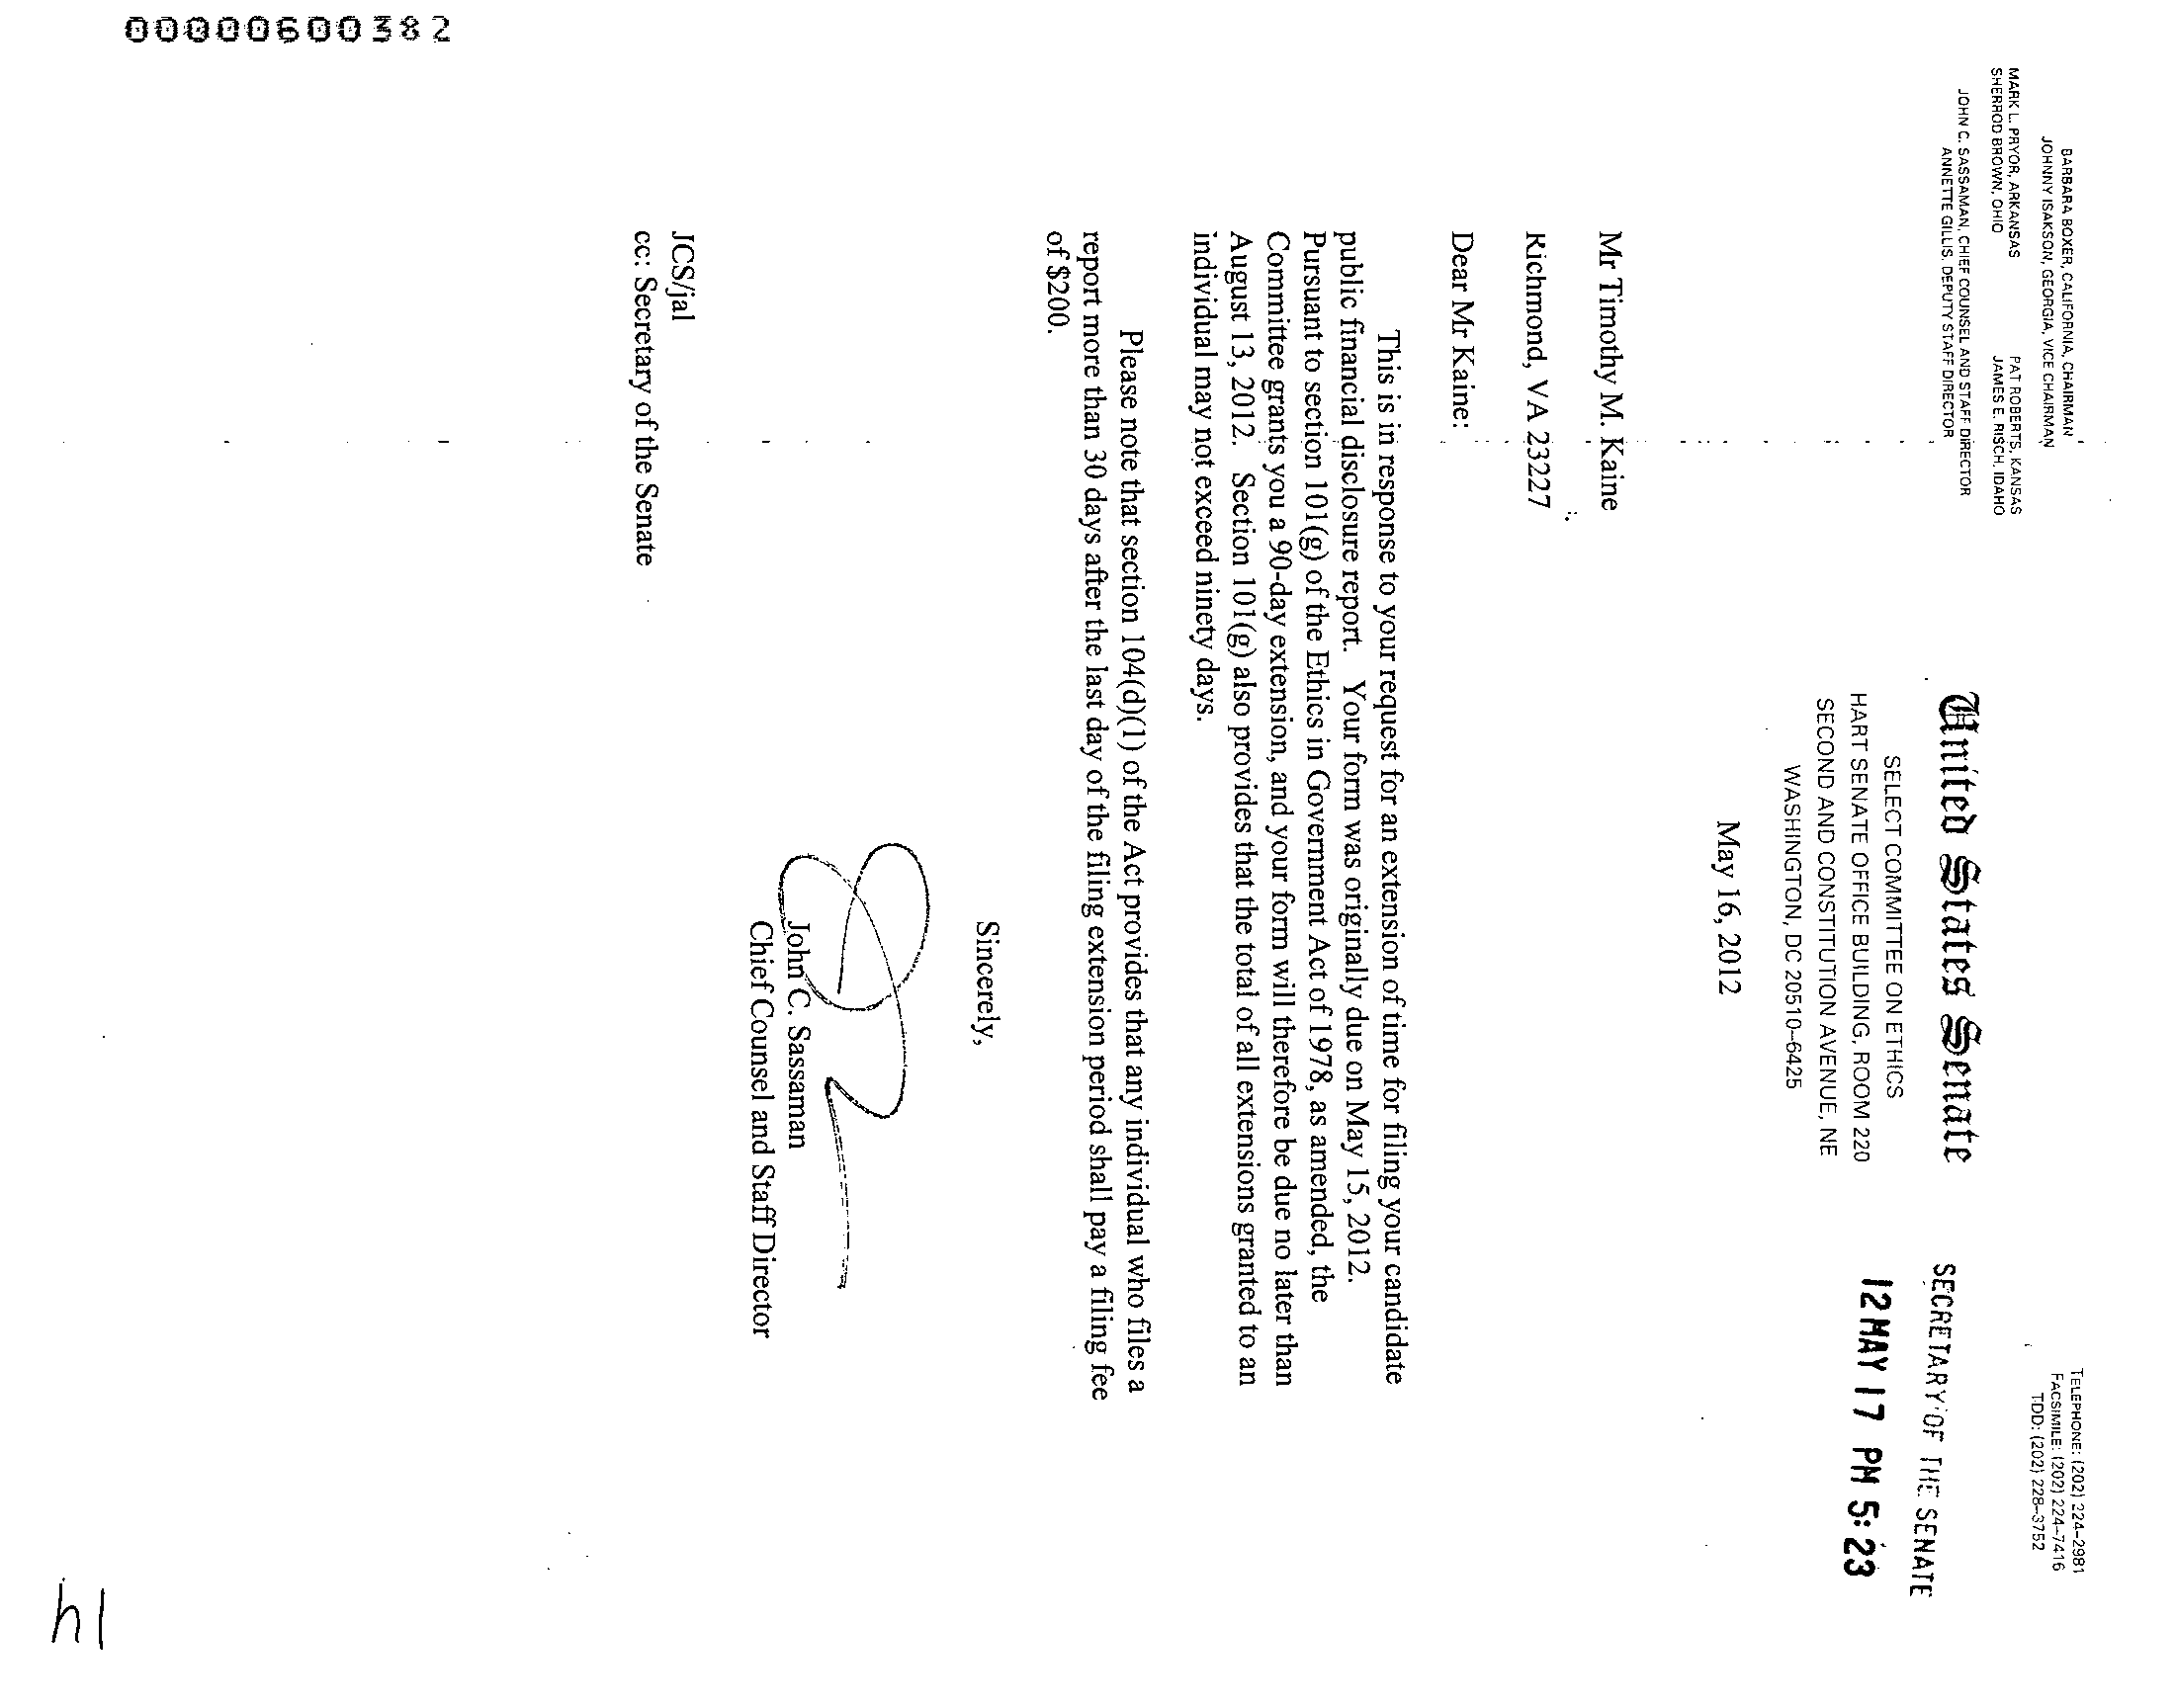 00000600382
BARBARA BOXER, CALIFORNIA, CHAIRMAN
JOHNNY ISAKSON, GEORGIA, VICE CHAIRMAN
MARK L. PRYOR, ARKANSAS PAT ROBERTS, KANSAS
SHERROD BROWN, OHIO JAMES E. RISCH, IDAHO
JOHN C. SASSAMAN, CHIEF COUNSEL AND STAFF DIRECTOR
ANNETTE GILLIS, DEPUTY STAFF DIRECTOR
TELEPHONE: (202) 224–2981
FACSIMILE: (202) 224–7416
TDD: (202) 228–3752
United States Senate
SELECT COMMITTEE ON ETHICS
HART SENATE OFFICE BUILDING, ROOM 220
SECOND AND CONSTITUTION AVENUE, NE
WASHINGTON, DC 20510–6425
SECRETARY OF THE SENATE
12 MAY 17 PM 5:23
May 16, 2012
Mr Timothy M. Kaine
Richmond, VA 23227
Dear Mr Kaine:
This is in response to your request for an extension of time for filing your candidate
public financial disclosure report. Your form was originally due on May 15, 2012.
Pursuant to section 101(g) of the Ethics in Government Act of 1978, as amended, the
Committee grants you a 90-day extension, and your form will therefore be due no later than
August 13, 2012. Section 101(g) also provides that the total of all extensions granted to an
individual may not exceed ninety days.
Please note that section 104(d)(1) of the Act provides that any individual who files a
report more than 30 days after the last day of the filing extension period shall pay a filing fee
of $200.
Sincerely,
John C. Sassaman
Chief Counsel and Staff Director
JCS/jal
cc: Secretary of the Senate